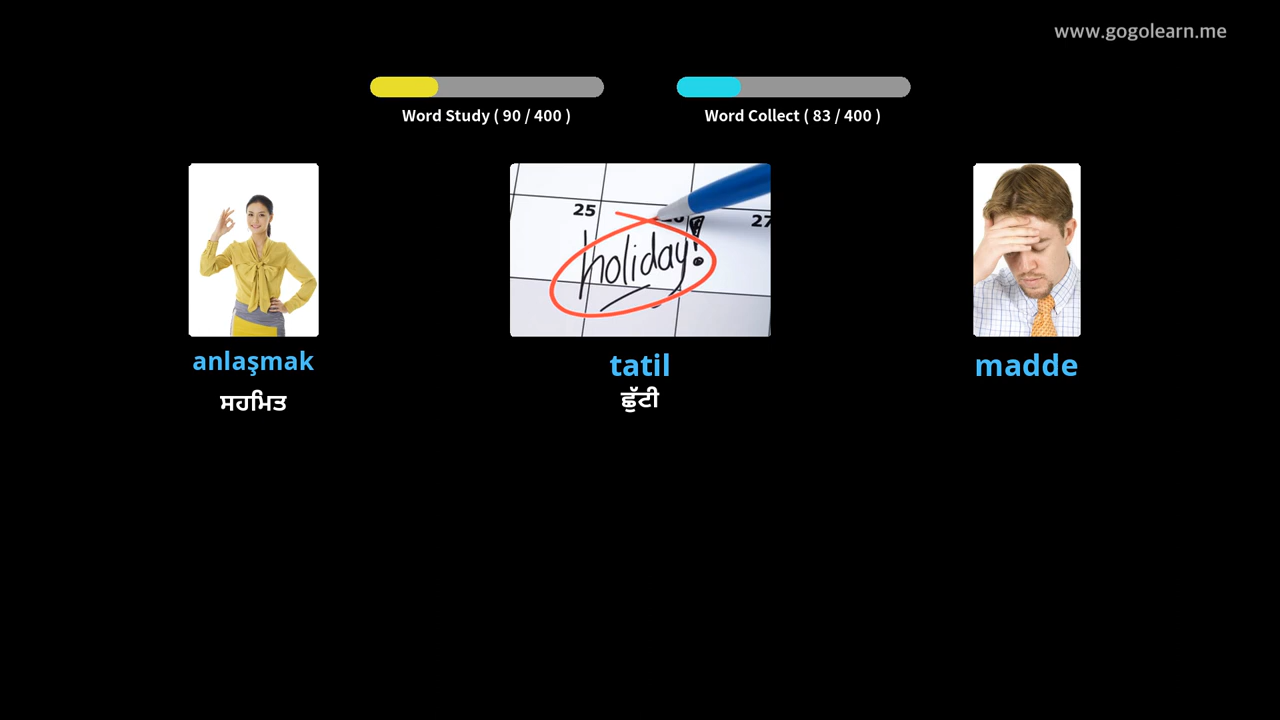 www.gogolearn.me
Word Study ( 90 / 400 )
Word Collect ( 83 / 400 )
25
27
holiday!
anlaşmak
tatil
madde
ਸਹਮਿਤ
ਛੁੱਟੀ